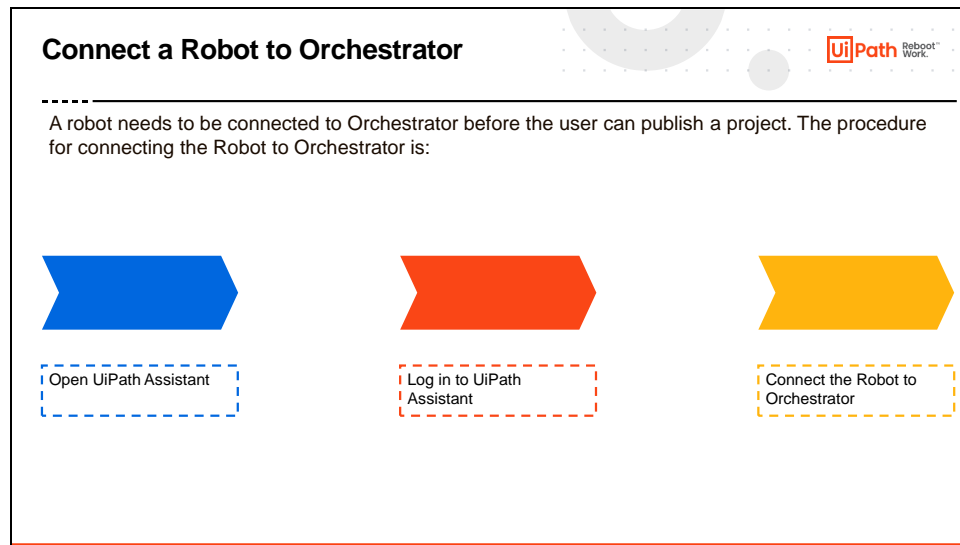 Connect a Robot to Orchestrator
UiPath Reboot Work.™
A robot needs to be connected to Orchestrator before the user can publish a project. The procedure
for connecting the Robot to Orchestrator is:
Open UiPath Assistant
Log in to UiPath
Assistant
Connect the Robot to
Orchestrator